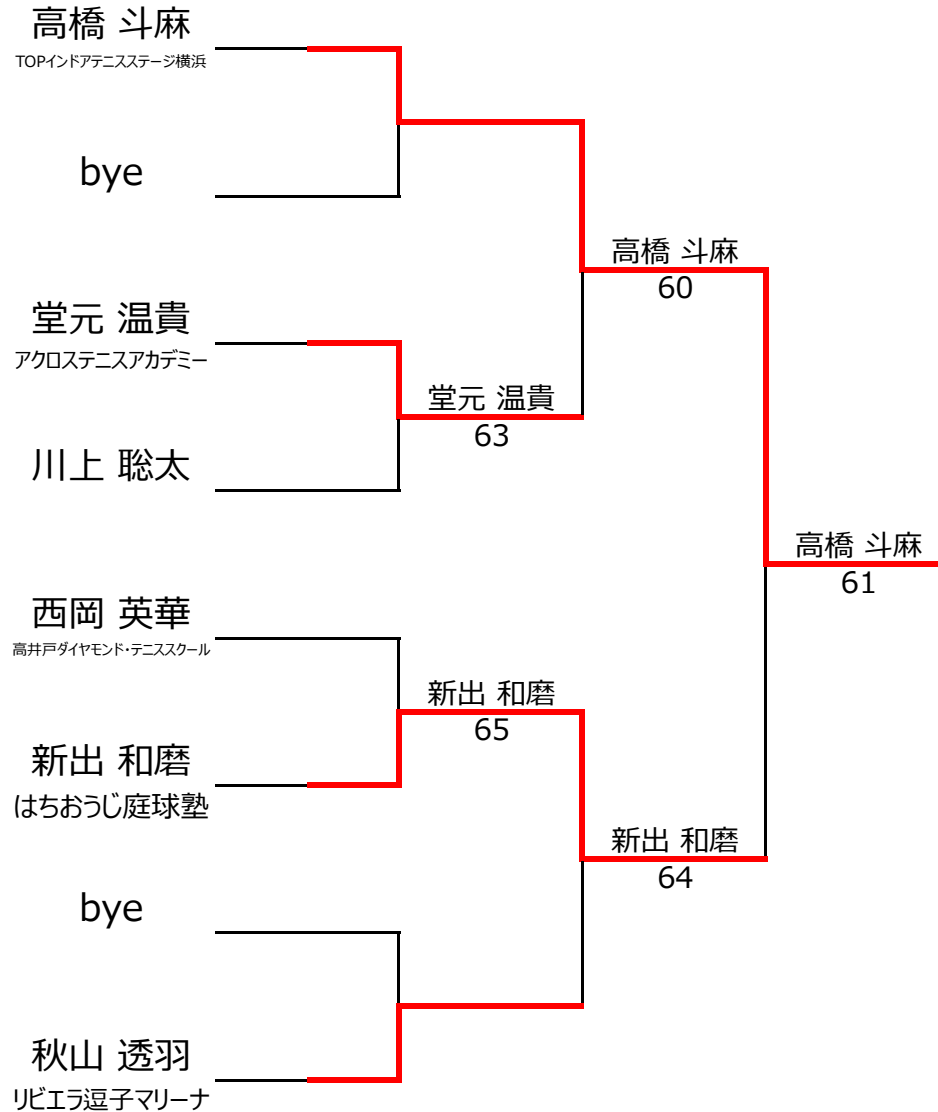 高橋 斗麻
TOPインドアテニスステージ横浜
bye
高橋 斗麻
60
堂元 温貴
アクロステニスアカデミー
堂元 温貴
63
川上 聡太
高橋 斗麻
61
西岡 英華
高井戸ダイヤモンド・テニススクール
新出 和磨
65
新出 和磨
はちおうじ庭球塾
新出 和磨
64
bye
秋山 透羽
リビエラ逗子マリーナ